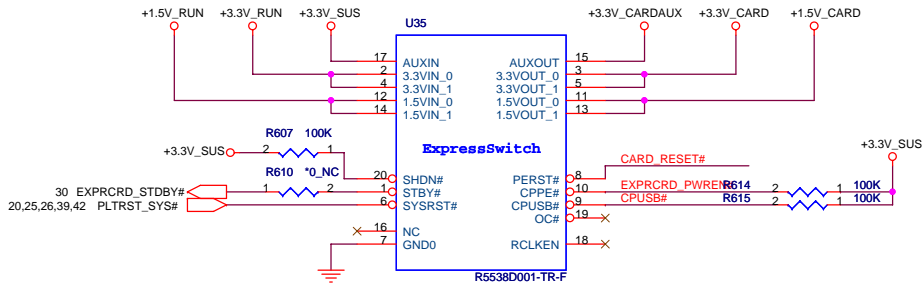 +1.5V_RUN
+3.3V_RUN
+3.3V_SUS
U35
+3.3V_CARDAUX
+3.3V_CARD
+1.5V_CARD
17 AUXIN AUXOUT 15
2 3.3VIN_0 3.3VOUT_0 3
4 3.3VIN_1 3.3VOUT_1 5
12 1.5VIN_0 1.5VOUT_0 11
14 1.5VIN_1 1.5VOUT_1 13
R607 100K
+3.3V_SUS 2 1
ExpressSwitch
+3.3V_SUS
R610 *0_NC
CARD_RESET#
20 SHDN# PERST# 8
30 EXPRCRD_STDBY# 1 2 1 STBY# CPPE# 10 EXPRCRD_PWREN# R614 2 1 100K
20,25,26,39,42 PLTRST_SYS# 6 SYSRST# CPUSB# 9 CPUSB# R615 2 1 100K
OC# 19
16 NC
7 GND0 RCLKEN 18
R5538D001-TR-F